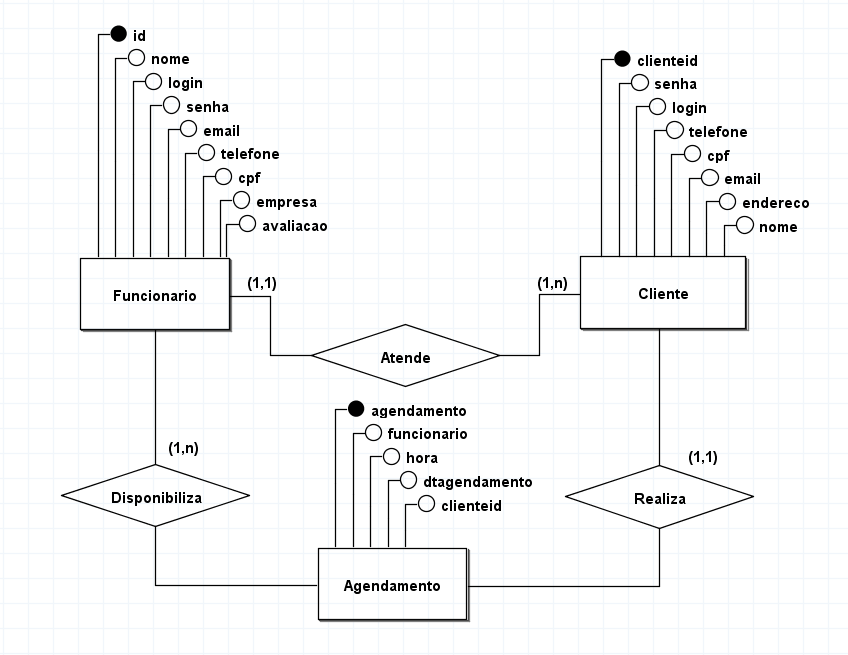 id
nome
login
senha
email
telefone
cpf
empresa
avaliacao
clienteid
senha
login
telefone
cpf
email
endereco
nome
Funcionario
(1,1)
(1,n)
Cliente
Atende
agendamento
funcionario
hora
dtagendamento
clienteid
(1,n)
Disponibiliza
(1,1)
Realiza
Agendamento